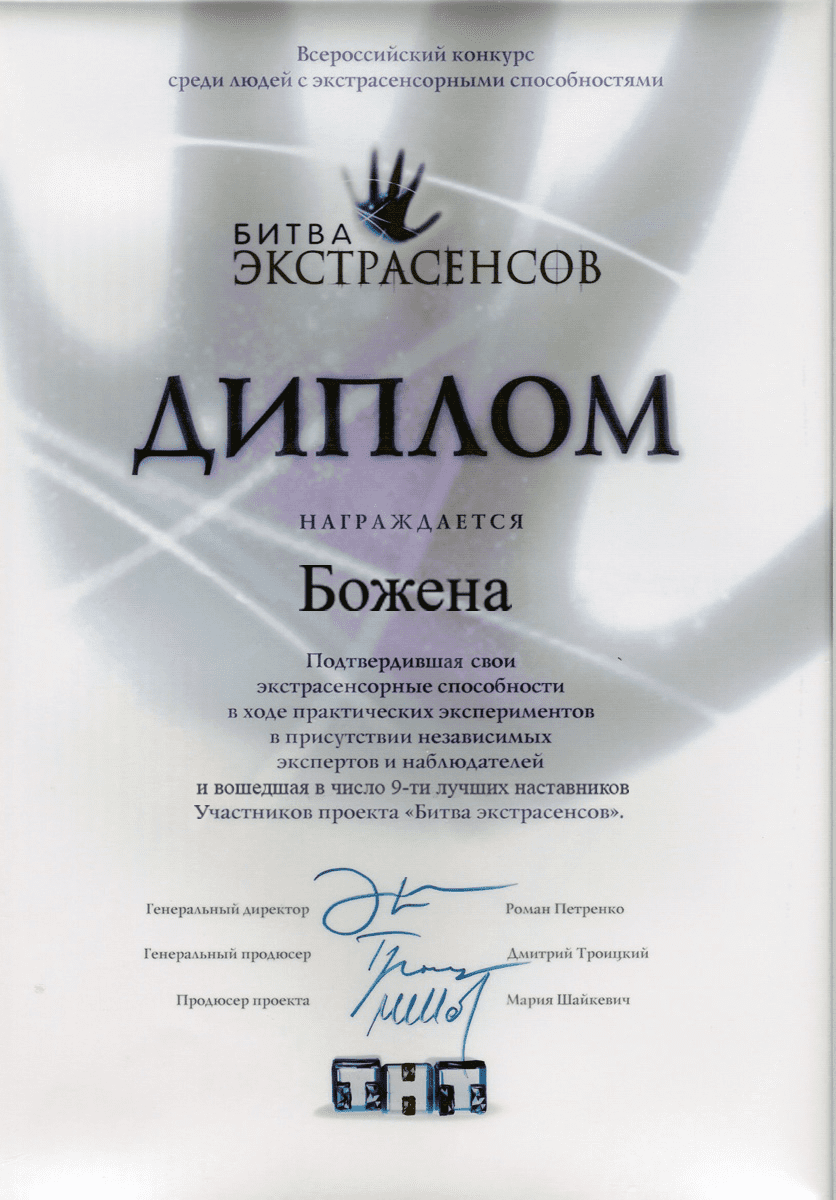 Всероссийский конкурс
среди людей с экстрасенсорными способностями
БИТВА
ЭКСТРАСЕНСОВ
ДИПЛОМ
НАГРАЖДАЕТСЯ
Божена
Подтвердившая свои
экстрасенсорные способности
в ходе практических экспериментов
в присутствии независимых
экспертов и наблюдателей
и вошедшая в число 9-ти лучших наставников
Участников проекта «Битва экстрасенсов».
Генеральный директор Роман Петренко
Генеральный продюсер Дмитрий Троицкий
Продюсер проекта Мария Шайкевич
ТНТ